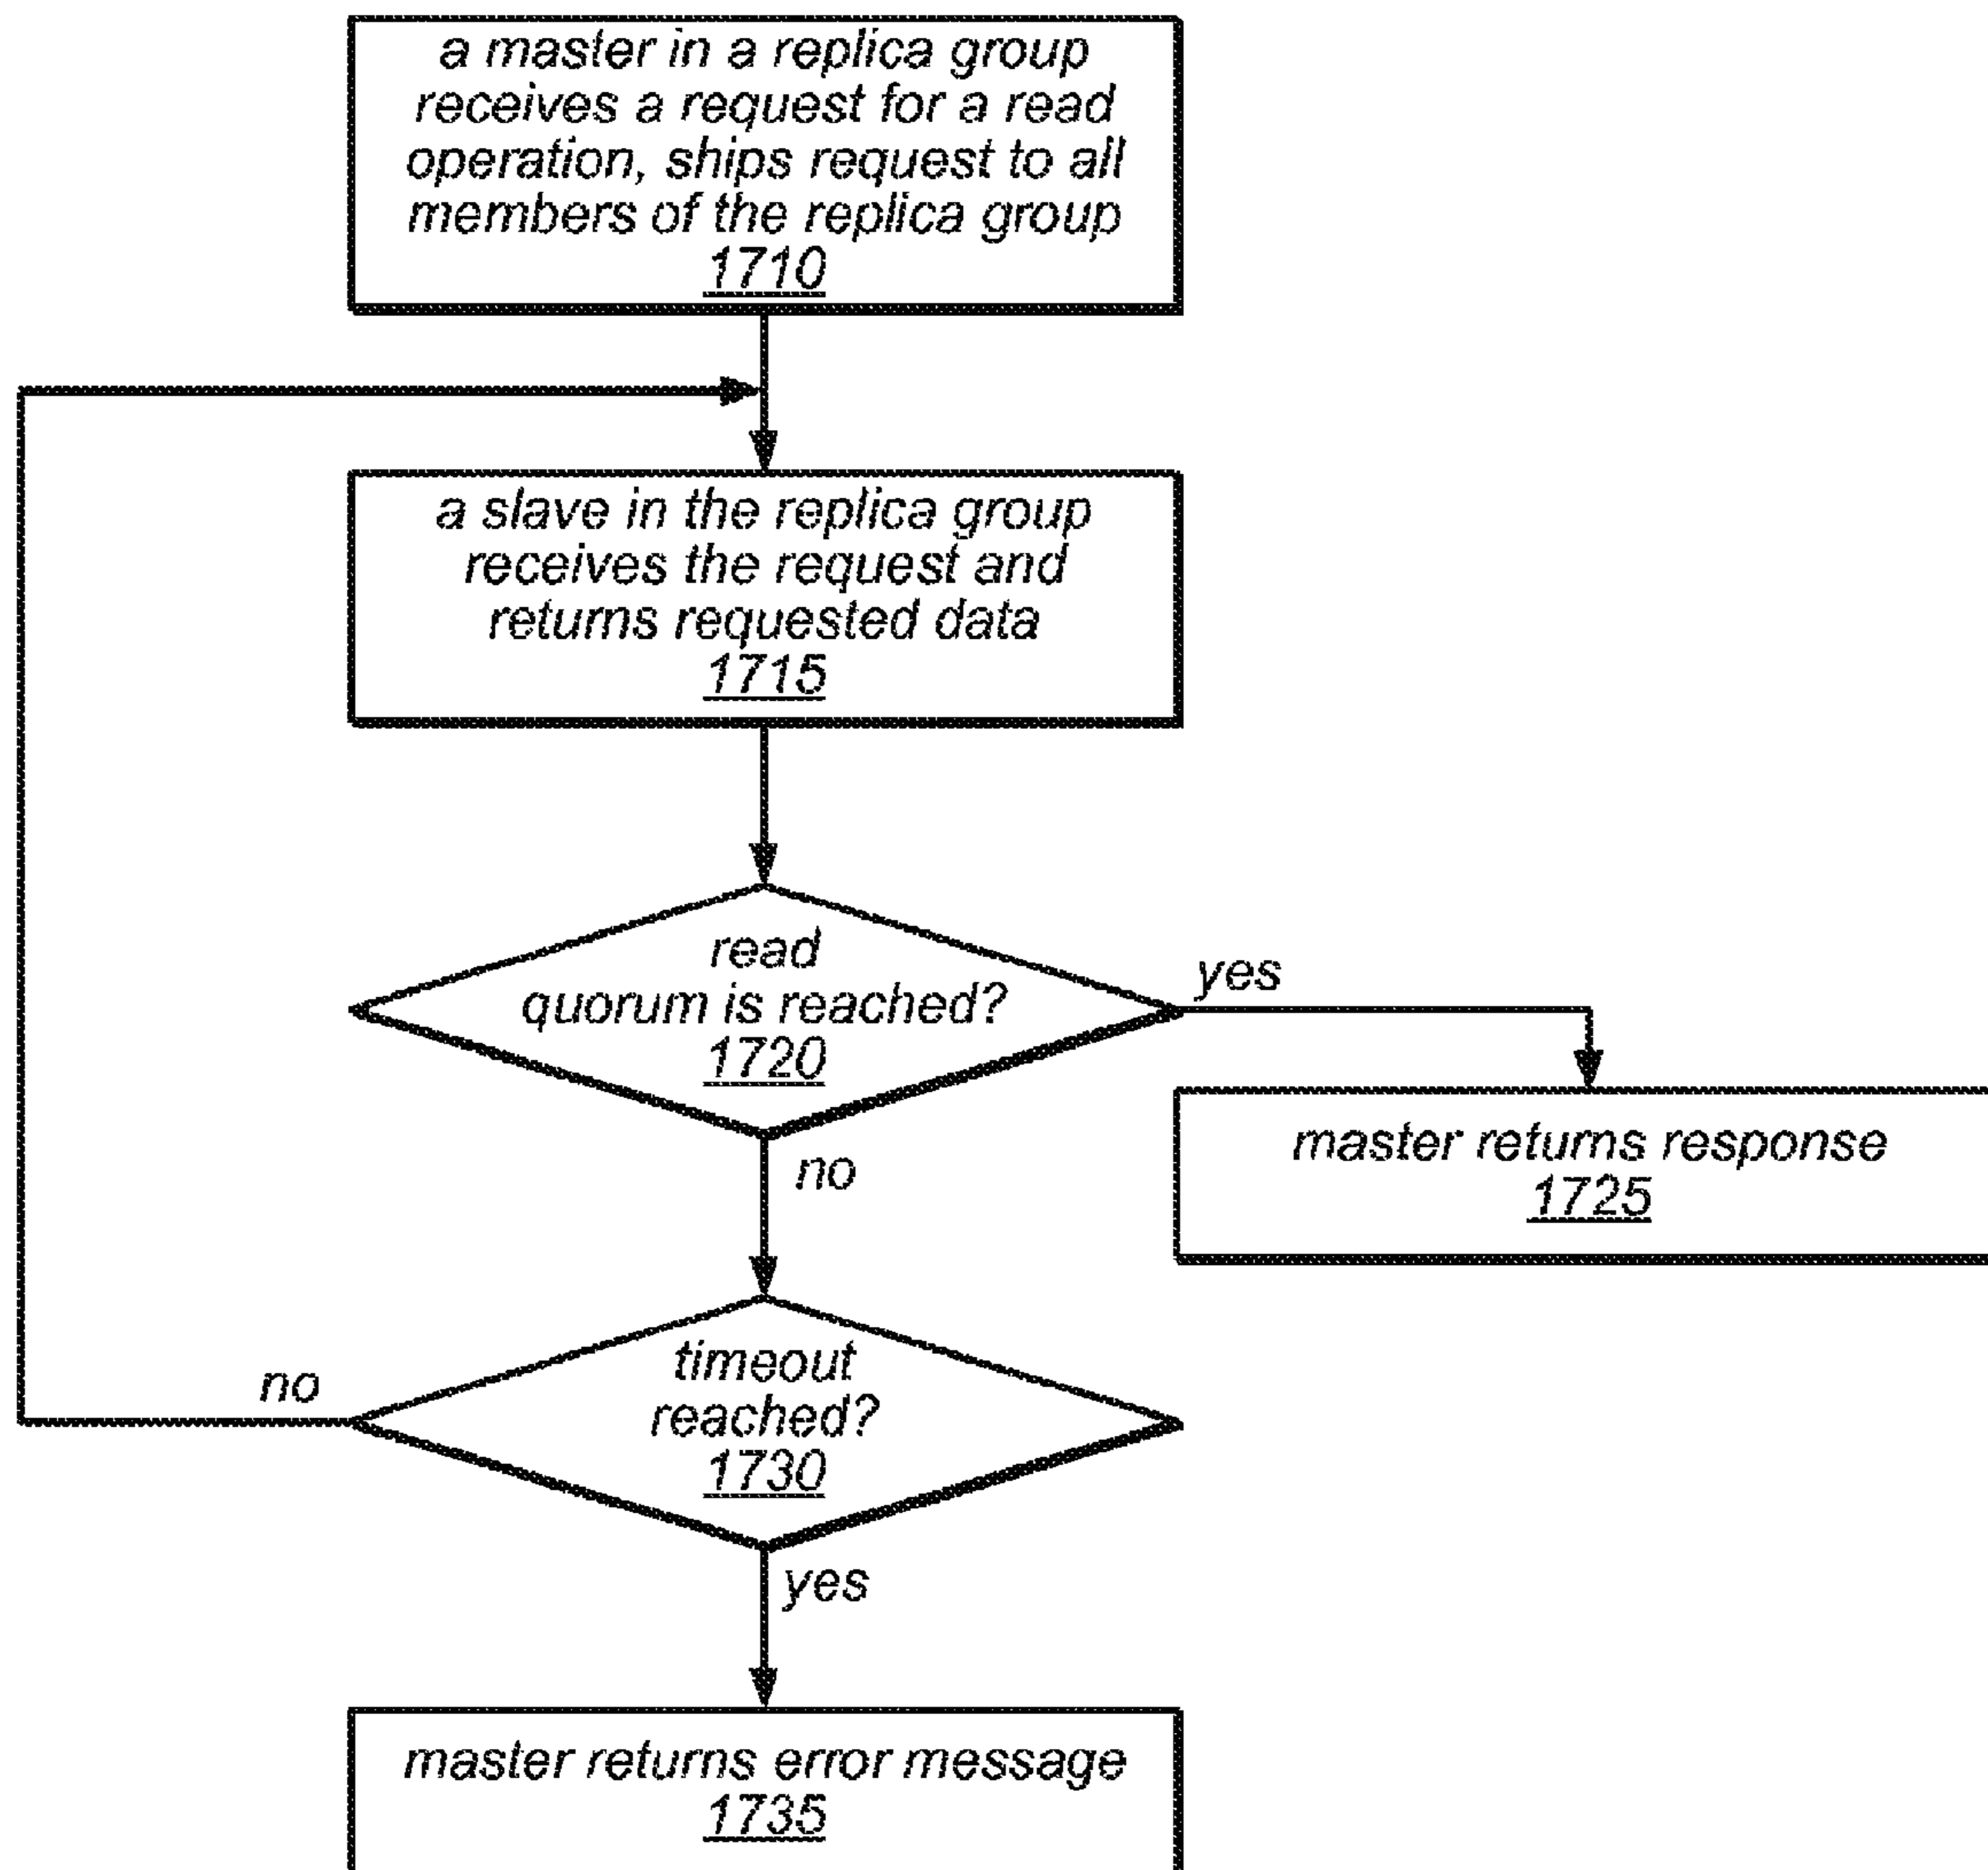 a master in a replica group
receives a request for a read
operation, ships request to all
members of the replica group
1710
a slave in the replica group
receives the request and
returns requested data
1715
read
quorum is reached?
1720
yes
master returns response
1725
no
timeout
reached?
1730
no
yes
master returns error message
1735